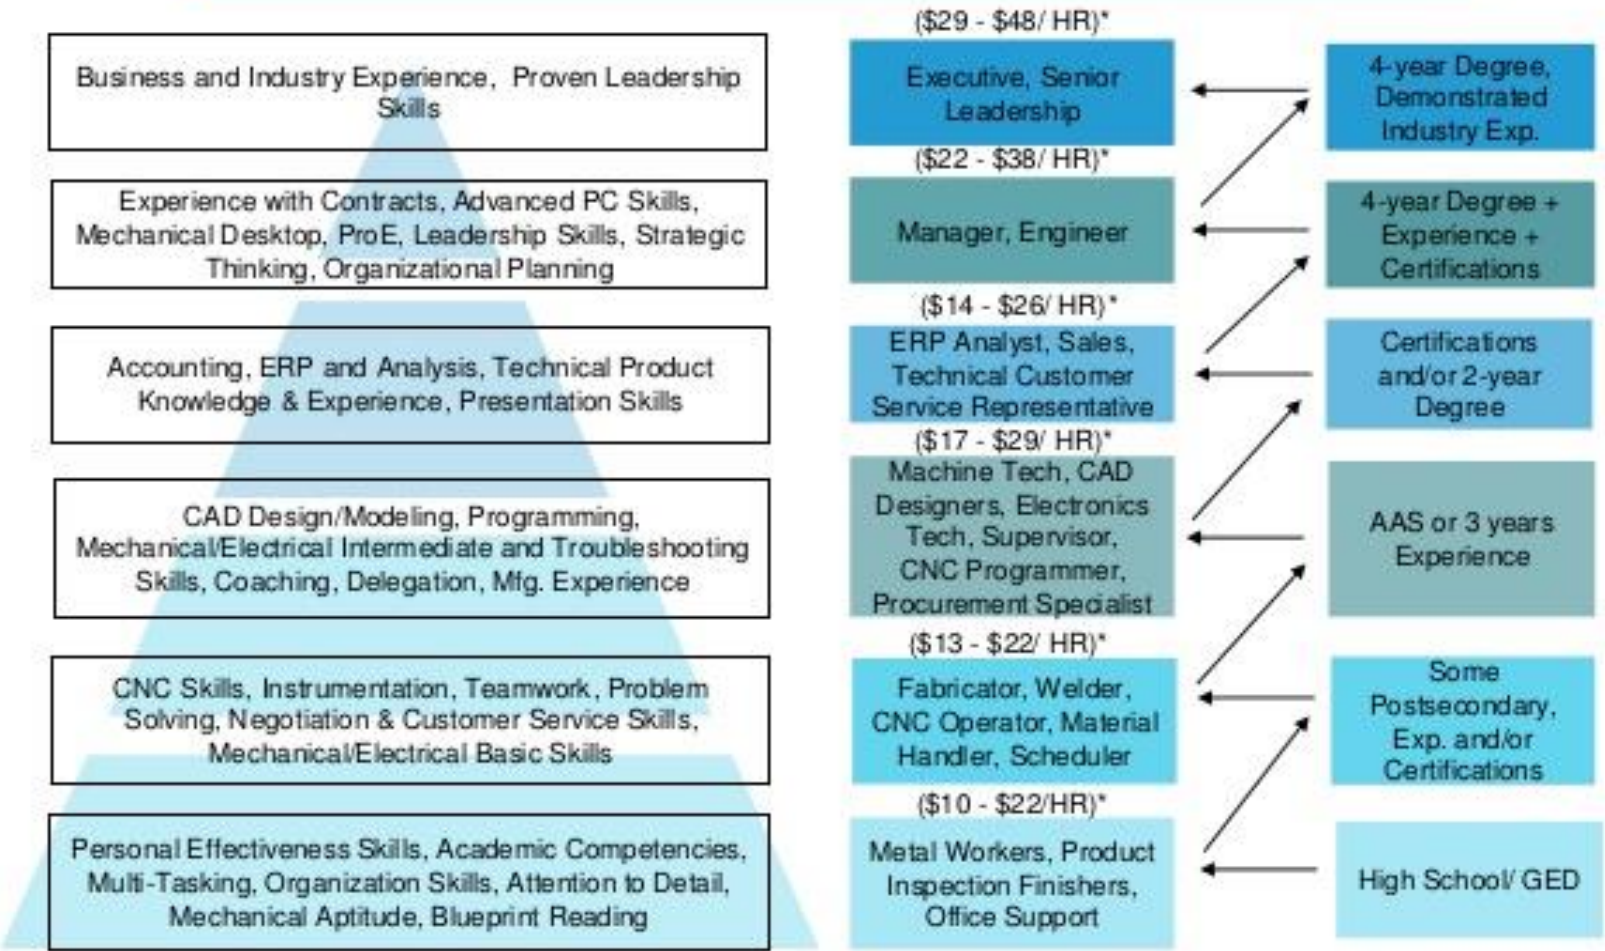 Business and Industry Experience, Proven Leadership
Skills
($29 - $48/ HR)*
Executive, Senior
Leadership
4-year Degree,
Demonstrated
Industry Exp.
Experience with Contracts, Advanced PC Skills,
Mechanical Desktop, ProE, Leadership Skills, Strategic
Thinking, Organizational Planning
($22 - $38/ HR)*
Manager, Engineer
4-year Degree +
Experience +
Certifications
Accounting, ERP and Analysis, Technical Product
Knowledge & Experience, Presentation Skills
($14 - $26/ HR)*
ERP Analyst, Sales,
Technical Customer
Service Representative
Certifications
and/or 2-year
Degree
CAD Design/Modeling, Programming,
Mechanical/Electrical Intermediate and Troubleshooting
Skills, Coaching, Delegation, Mfg. Experience
($17 - $29/ HR)*
Machine Tech, CAD
Designers, Electronics
Tech, Supervisor,
CNC Programmer,
Procurement Specialist
AAS or 3 years
Experience
CNC Skills, Instrumentation, Teamwork, Problem
Solving, Negotiation & Customer Service Skills,
Mechanical/Electrical Basic Skills
($13 - $22/ HR)*
Fabricator, Welder,
CNC Operator, Material
Handler, Scheduler
Some
Postsecondary,
Exp. and/or
Certifications
Personal Effectiveness Skills, Academic Competencies,
Multi-Tasking, Organization Skills, Attention to Detail,
Mechanical Aptitude, Blueprint Reading
($10 - $22/HR)*
Metal Workers, Product
Inspection Finishers,
Office Support
High School/ GED